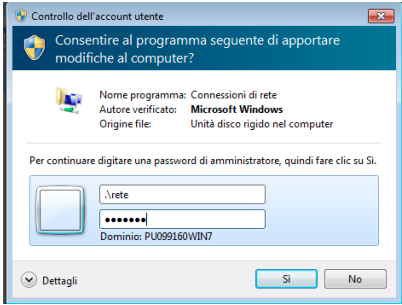 Controllo dell'account utente
Consentire al programma seguente di apportare
modifiche al computer?
Nome programma: Connessioni di rete
Autore verificato: Microsoft Windows
Origine file: Unità disco rigido nel computer
Per continuare digitare una password di amministratore, quindi fare clic su Sì.
.\rete
●●●●●●●
Dominio: PU099160WIN7
Dettagli
Sì
No